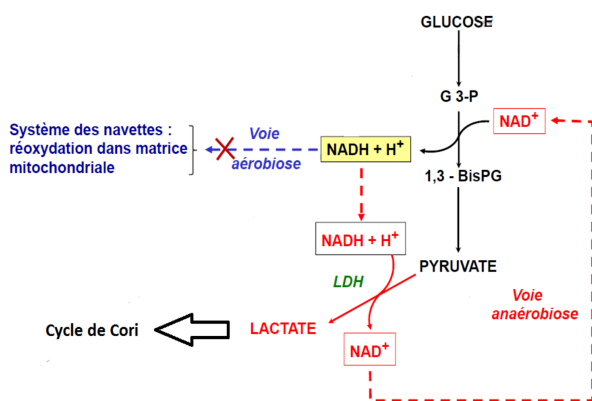 GLUCOSE
G 3-P
NAD+
Système des navettes :
réoxydation dans matrice
mitochondriale
Voie
aérobiose
NADH + H+
1,3 - BisPG
NADH + H+
LDH
PYRUVATE
Voie
anaérobiose
Cycle de Cori
LACTATE
NAD+